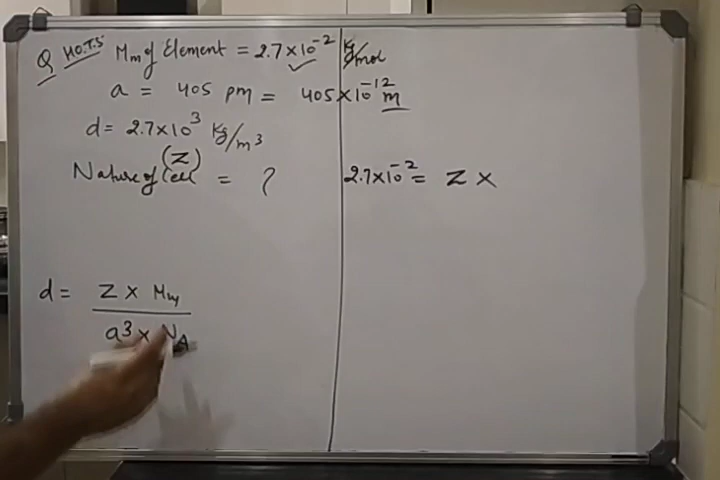 Q H.O.T.S Mm of Element = 2.7 × 10⁻² Kg/mol
a = 405 pm = 405 × 10⁻¹² m
d = 2.7 × 10³ Kg/m³
(Z)
Nature of Cell = ?
2.7 × 10⁻² = Z ×
d = Z × Mm
a³ × NA